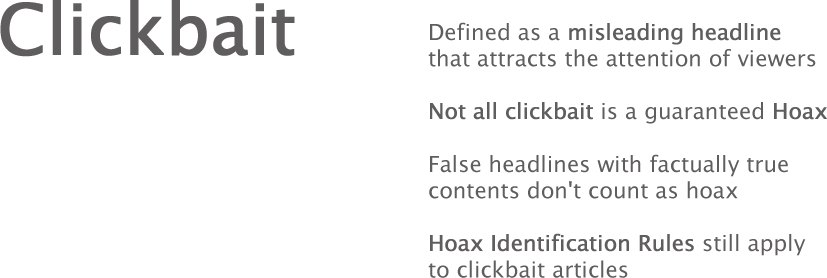 Clickbait
Defined as a misleading headline
that attracts the attention of viewers
Not all clickbait is a guaranteed Hoax
False headlines with factually true
contents don't count as hoax
Hoax Identification Rules still apply
to clickbait articles